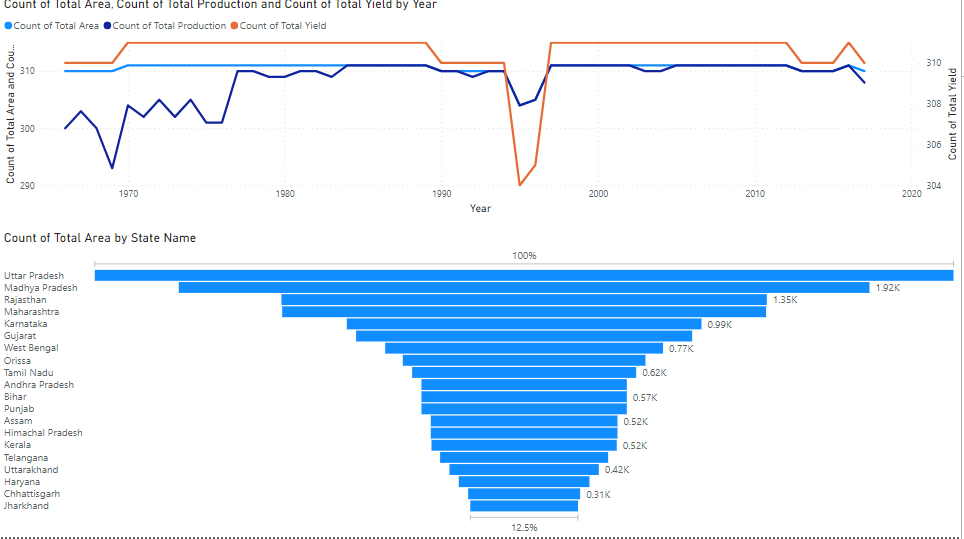 Count of Total Area, Count of Total Production and Count of Total Yield by Year
Count of Total Area Count of Total Production Count of Total Yield
Count of Total Area and Cou...
310
300
290
310
308
306
304
Count of Total Yield
1970 1980 1990 2000 2010 2020
Year
Count of Total Area by State Name
100%
Uttar Pradesh
Madhya Pradesh 1.92K
Rajasthan 1.35K
Maharashtra
Karnataka 0.99K
Gujarat
West Bengal 0.77K
Orissa
Tamil Nadu 0.62K
Andhra Pradesh
Bihar 0.57K
Punjab
Assam 0.52K
Himachal Pradesh
Kerala 0.52K
Telangana
Uttarakhand 0.42K
Haryana
Chhattisgarh 0.31K
Jharkhand
12.5%